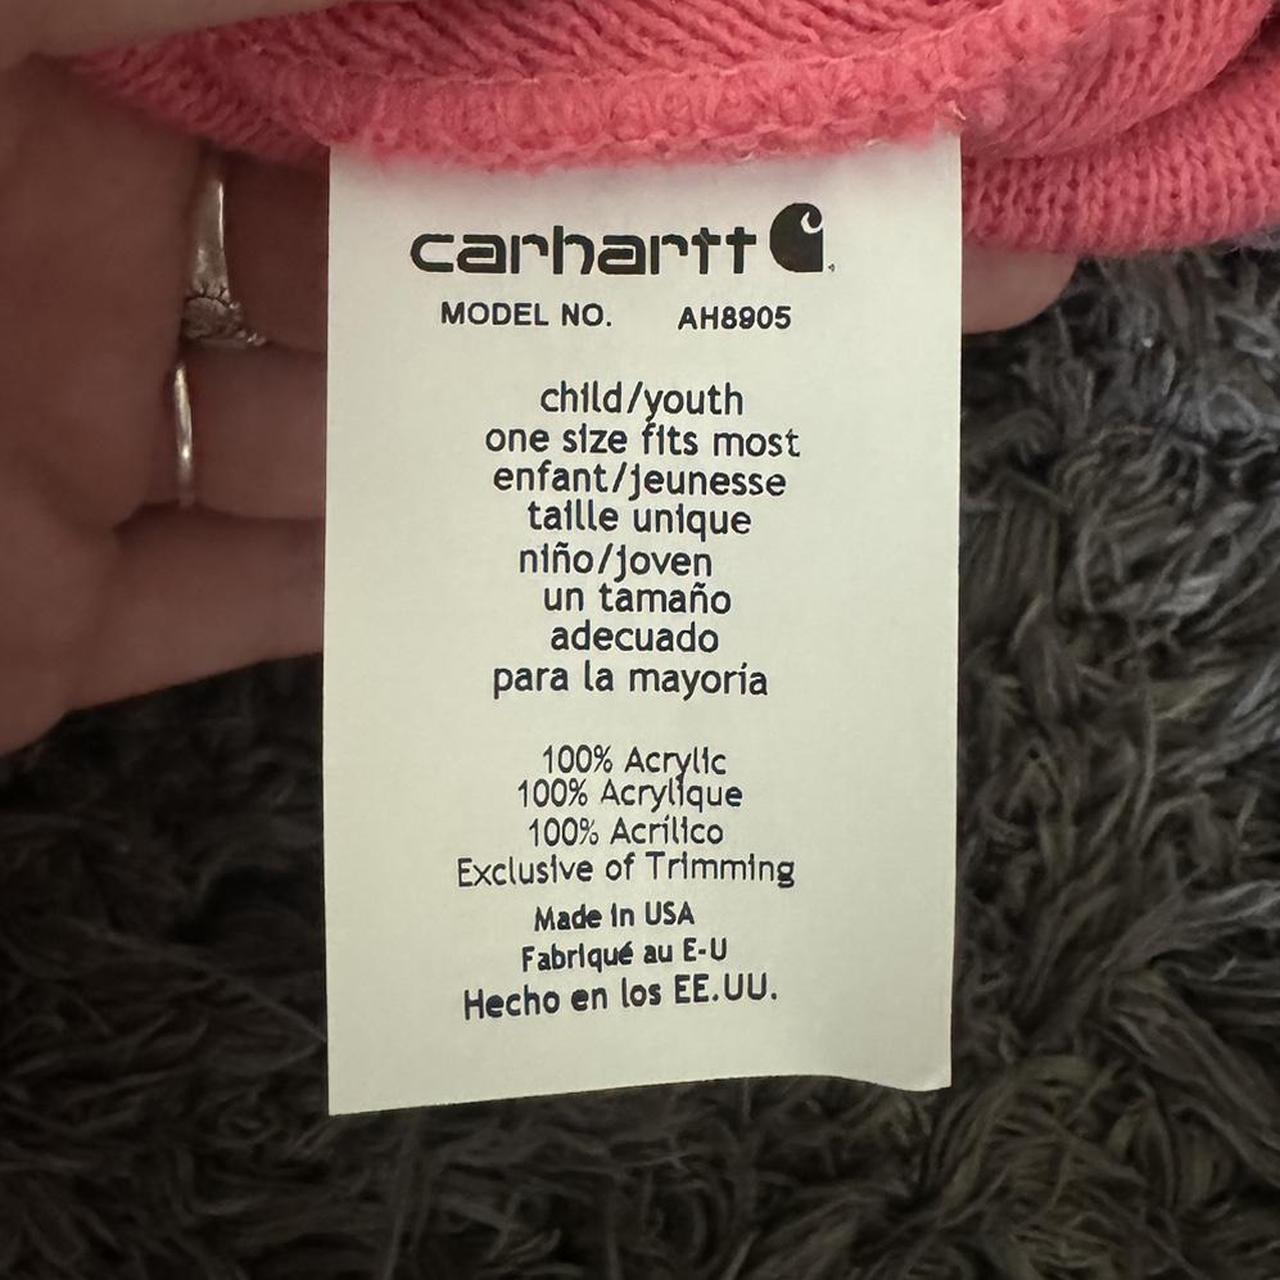 carhartt
MODEL NO. AH8905
child/youth
one size fits most
enfant/jeunesse
taille unique
niño/joven
un tamaño
adecuado
para la mayoría
100% Acrylic
100% Acrylique
100% Acrílico
Exclusive of Trimming
Made in USA
Fabriqué au E-U
Hecho en los EE.UU.